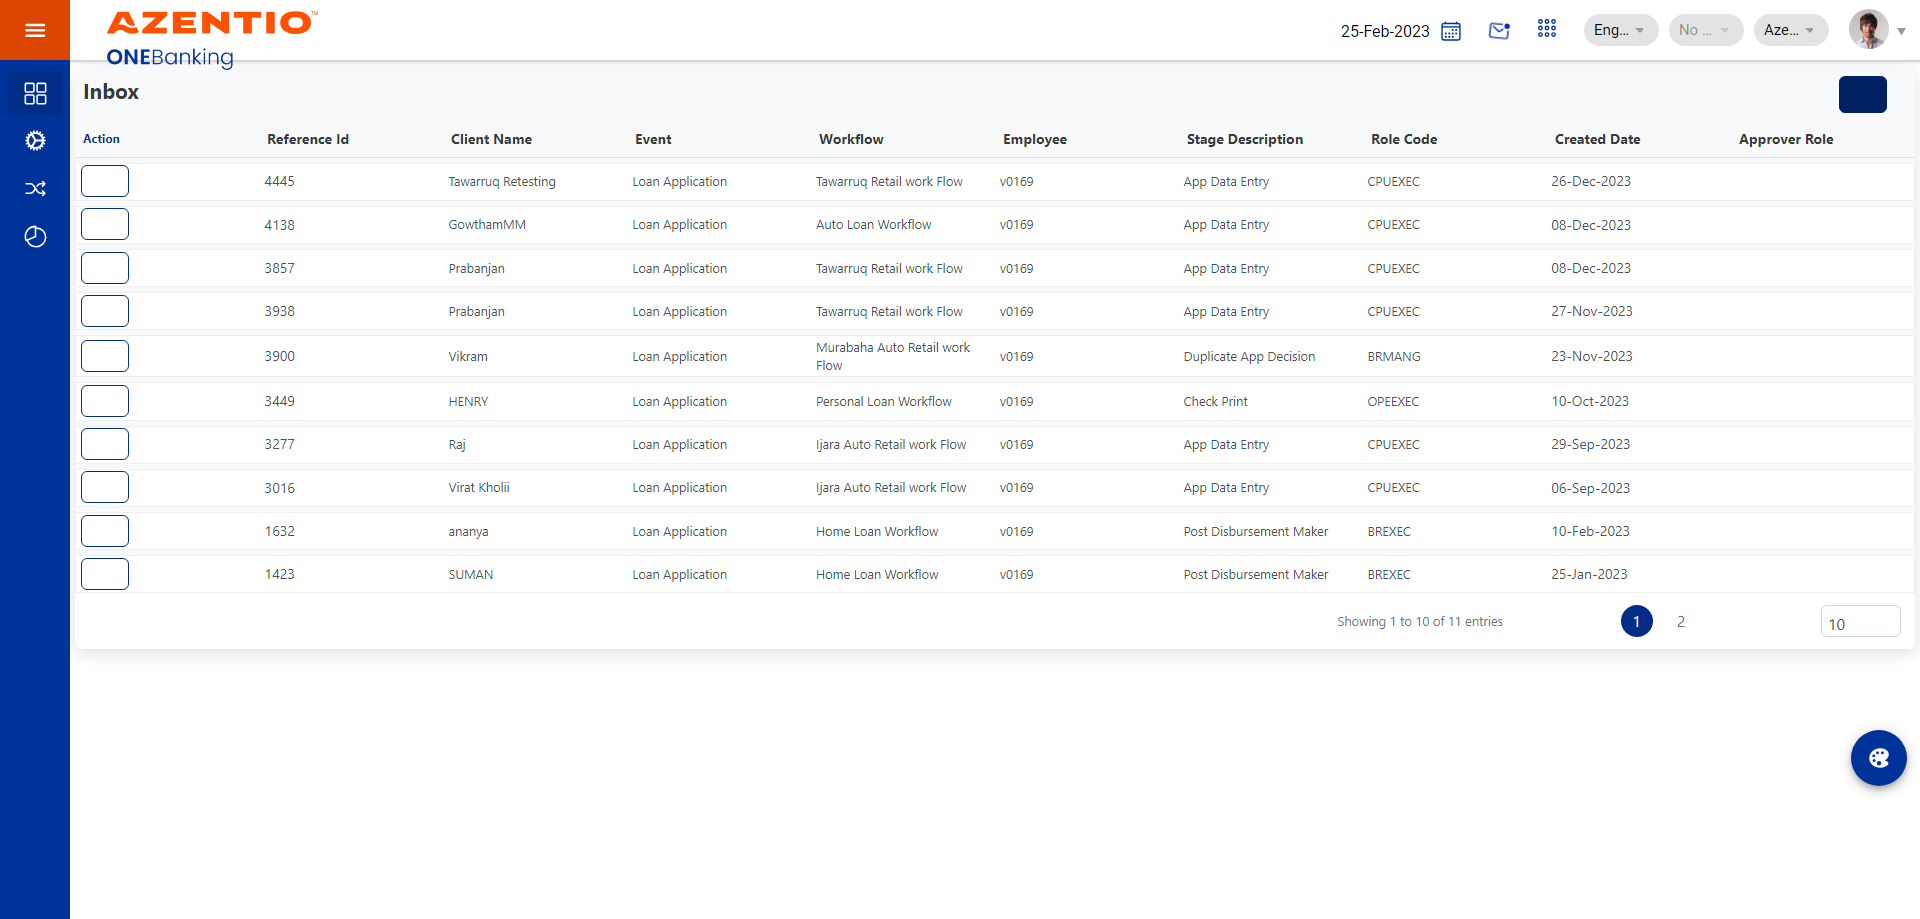 AZENTIO™
ONEBanking
25-Feb-2023 Eng... No ... Aze...
Inbox
Action Reference Id Client Name Event Workflow Employee Stage Description Role Code Created Date Approver Role
4445 Tawarruq Retesting Loan Application Tawarruq Retail work Flow v0169 App Data Entry CPUEXEC 26-Dec-2023
4138 GowthamMM Loan Application Auto Loan Workflow v0169 App Data Entry CPUEXEC 08-Dec-2023
3857 Prabanjan Loan Application Tawarruq Retail work Flow v0169 App Data Entry CPUEXEC 08-Dec-2023
3938 Prabanjan Loan Application Tawarruq Retail work Flow v0169 App Data Entry CPUEXEC 27-Nov-2023
3900 Vikram Loan Application Murabaha Auto Retail work Flow v0169 Duplicate App Decision BRMANG 23-Nov-2023
3449 HENRY Loan Application Personal Loan Workflow v0169 Check Print OPEEXEC 10-Oct-2023
3277 Raj Loan Application Ijara Auto Retail work Flow v0169 App Data Entry CPUEXEC 29-Sep-2023
3016 Virat Kholii Loan Application Ijara Auto Retail work Flow v0169 App Data Entry CPUEXEC 06-Sep-2023
1632 ananya Loan Application Home Loan Workflow v0169 Post Disbursement Maker BREXEC 10-Feb-2023
1423 SUMAN Loan Application Home Loan Workflow v0169 Post Disbursement Maker BREXEC 25-Jan-2023
Showing 1 to 10 of 11 entries 1 2 10